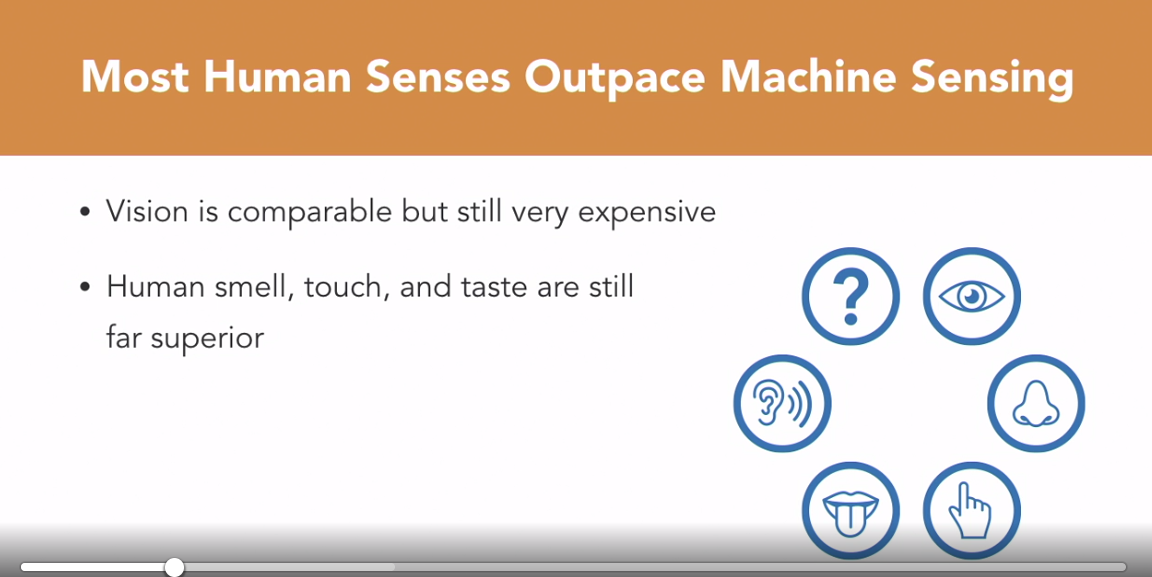 Most Human Senses Outpace Machine Sensing
• Vision is comparable but still very expensive
• Human smell, touch, and taste are still
far superior
?